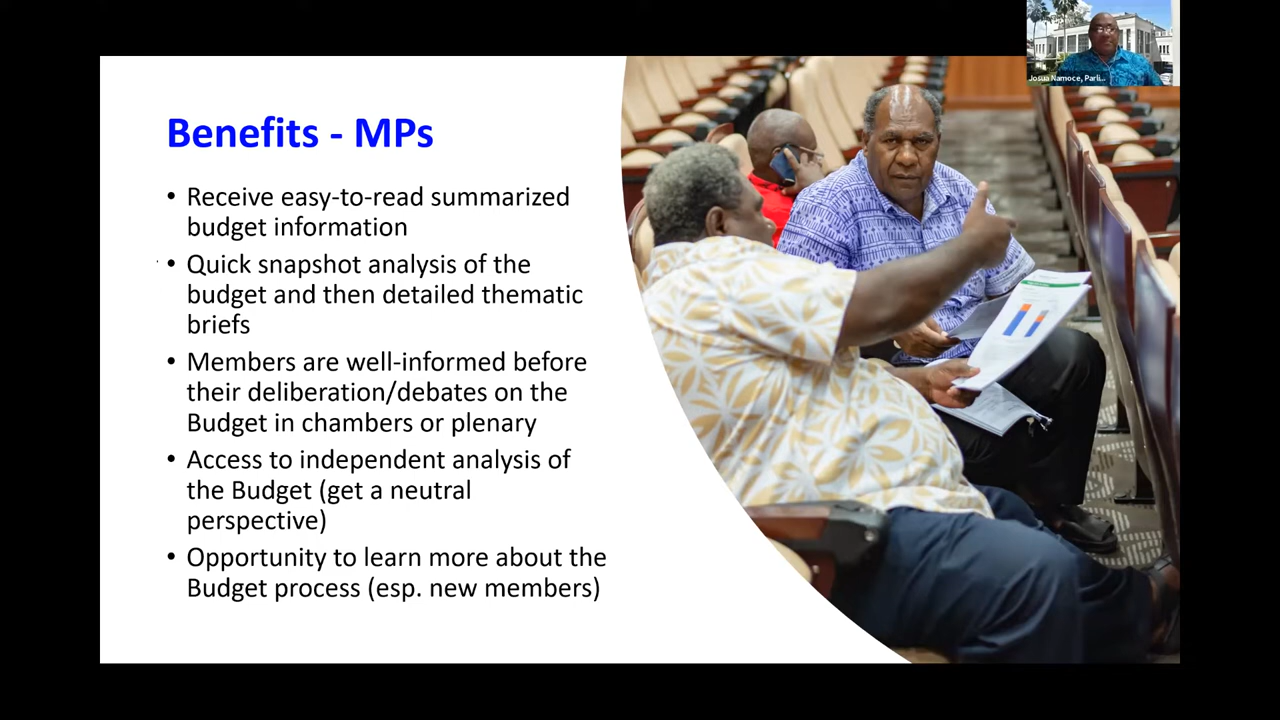 Benefits - MPs
• Receive easy-to-read summarized
budget information
• Quick snapshot analysis of the
budget and then detailed thematic
briefs
• Members are well-informed before
their deliberation/debates on the
Budget in chambers or plenary
• Access to independent analysis of
the Budget (get a neutral
perspective)
• Opportunity to learn more about the
Budget process (esp. new members)
Josua Namoce, Parli...